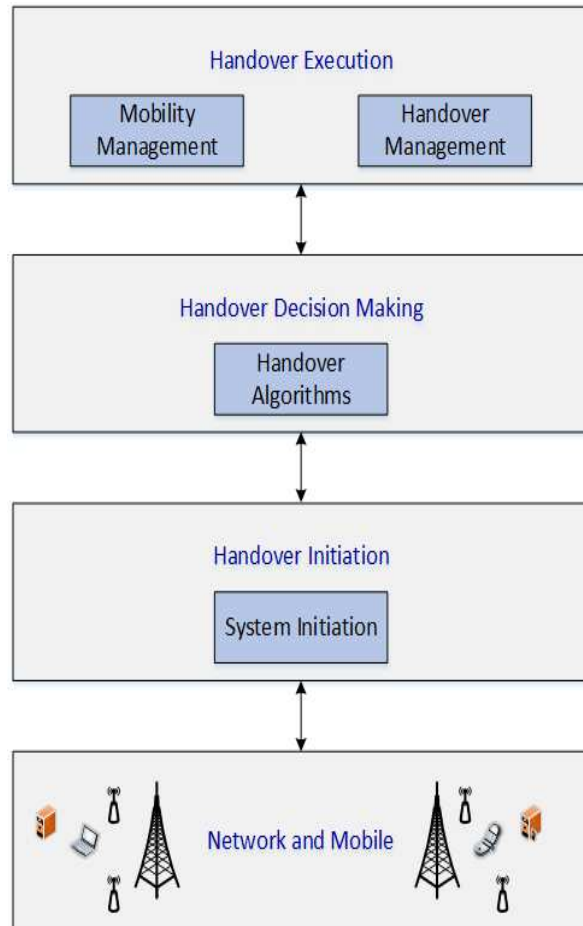 Handover Execution
Mobility
Management
Handover
Management
Handover Decision Making
Handover
Algorithms
Handover Initiation
System Initiation
Network and Mobile